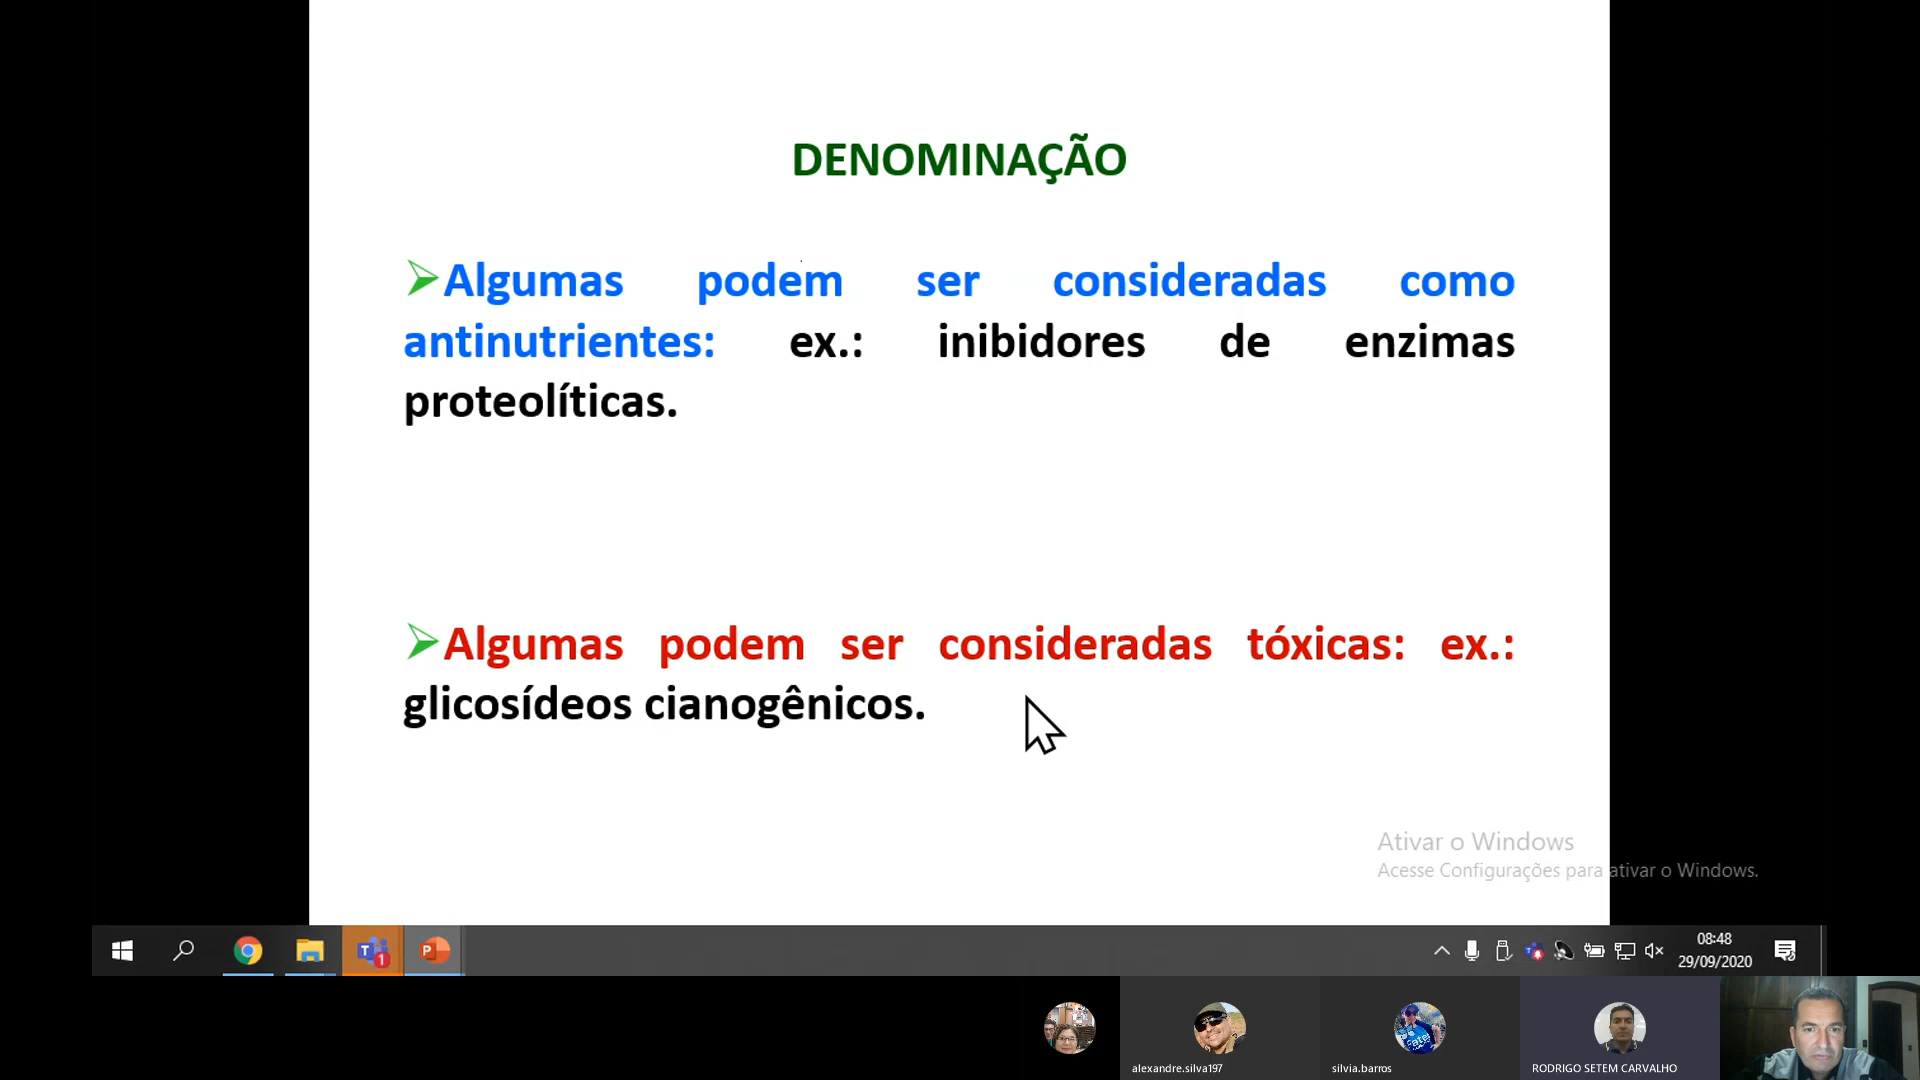 DENOMINAÇÃO
Algumas podem ser consideradas como
antinutrientes: ex.: inibidores de enzimas
proteolíticas.
Algumas podem ser consideradas tóxicas: ex.:
glicosídeos cianogênicos.
Ativar o Windows
Acesse Configurações para ativar o Windows.
08:48
29/09/2020
alexandre.silva197
silvia.barros
RODRIGO SETEM CARVALHO